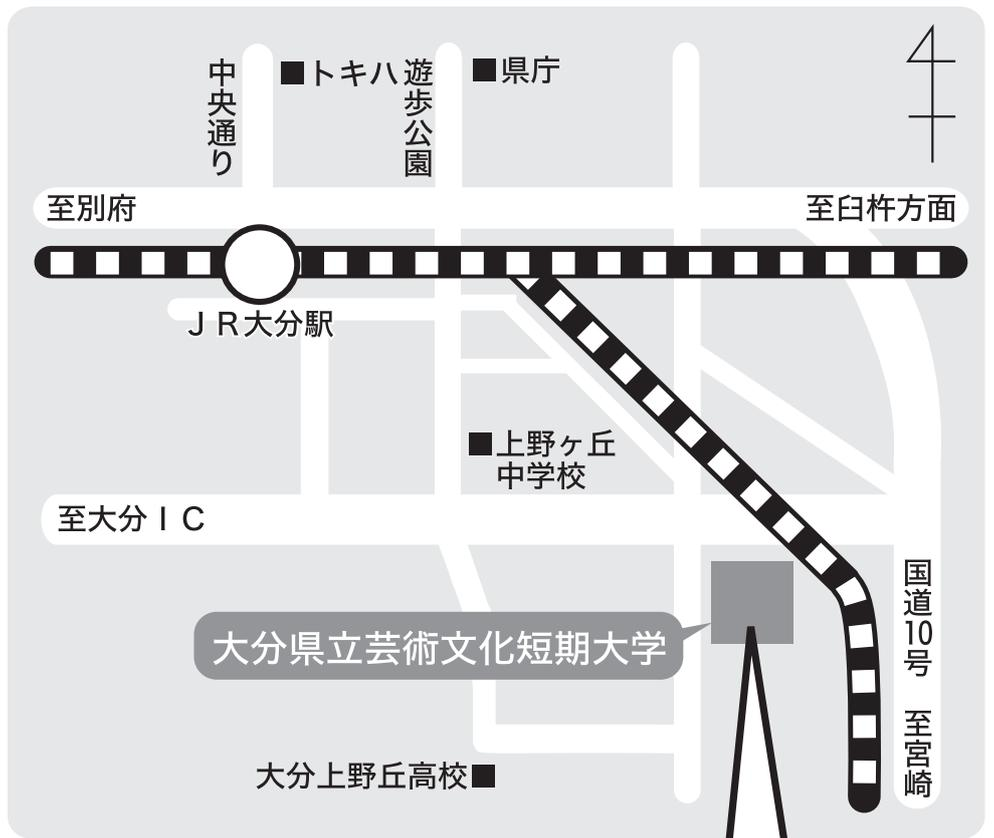 中央通り
■トキハ
遊歩公園
■県庁
至別府
至臼杵方面
JR大分駅
■上野ヶ丘
中学校
至大分IC
国道10号 至宮崎
大分県立芸術文化短期大学
大分上野丘高校■